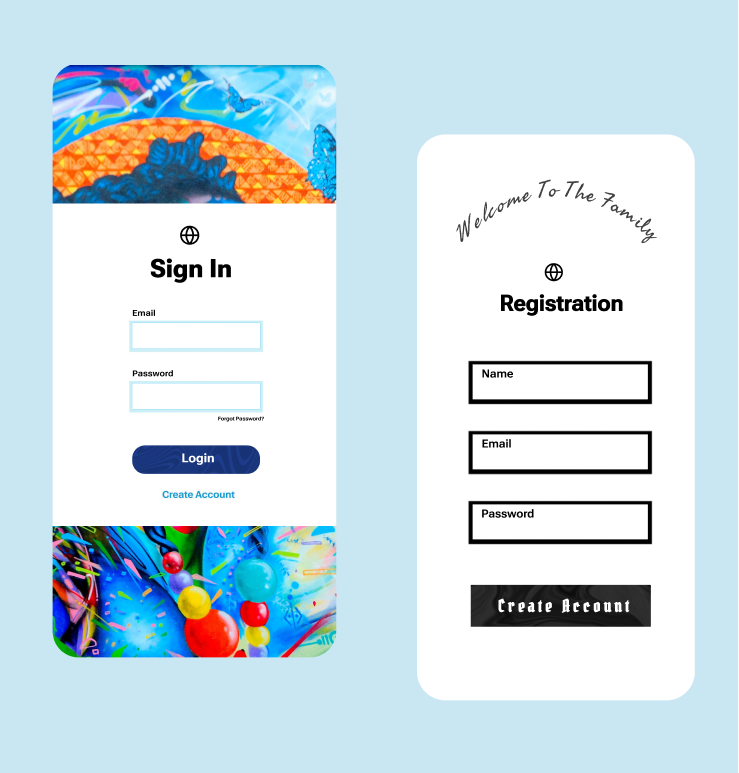 Sign In
Email
Password
Forgot Password?
Login
Create Account
Welcome To The Family
Registration
Name
Email
Password
Create Account